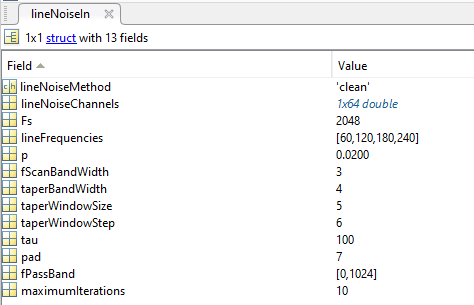 lineNoiseIn
1x1 struct with 13 fields
Field Value
ch lineNoiseMethod 'clean'
lineNoiseChannels 1x64 double
Fs 2048
lineFrequencies [60,120,180,240]
p 0.0200
fScanBandWidth 3
taperBandWidth 4
taperWindowSize 5
taperWindowStep 6
tau 100
pad 7
fPassBand [0,1024]
maximumIterations 10